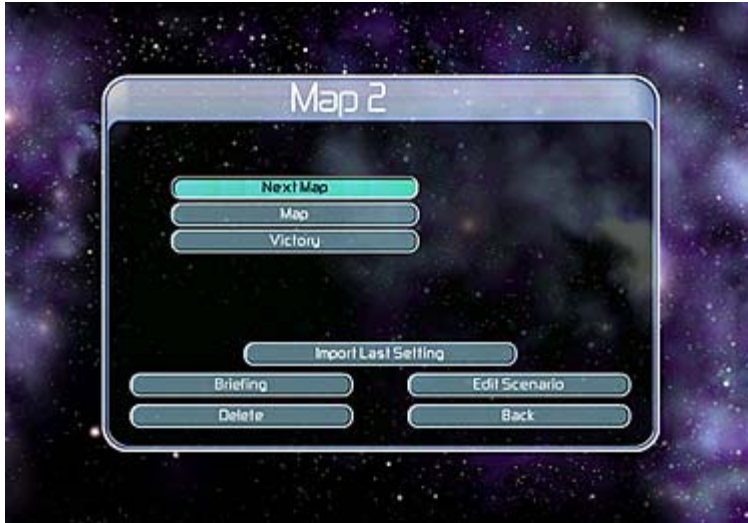 Map 2
Next Map
Map
Victory
Import Last Setting
Briefing
Edit Scenario
Delete
Back